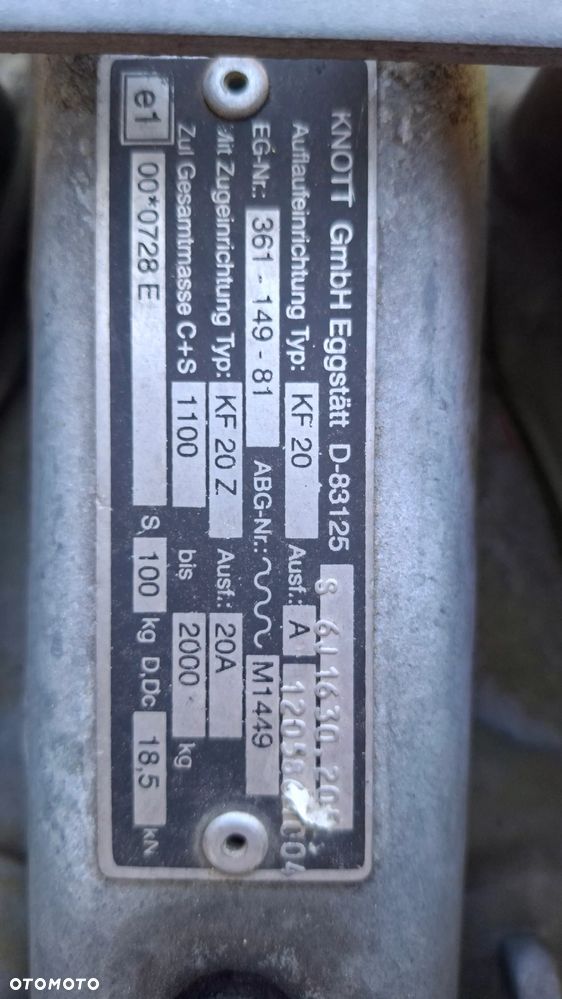 KNOTT GmbH Eggstätt D-83125
Auflaufeinrichtung Typ: KF 20 Ausf.: A
EG-Nr.: 361-149-81 ABG-Nr.: M1449
Mit Zugeinrichtung Typ: KF 20 Z Ausf.: 20A
Zul Gesamtmasse C+S 1100 bis 2000 kg
e1 00*0728 E S, 100 kg D,Dc 18,5 kN
OTOMOTO